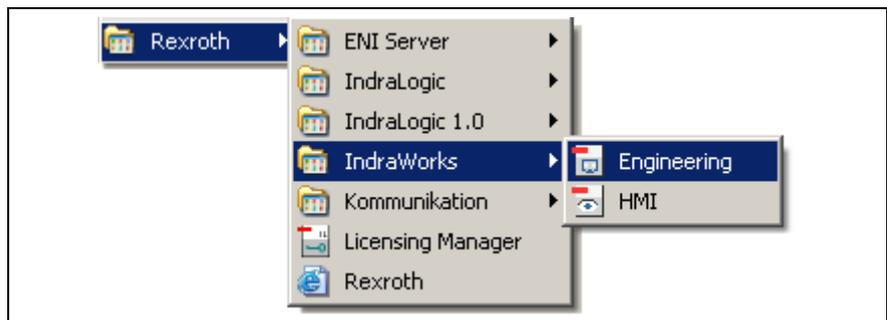 Rexroth
ENI Server
IndraLogic
IndraLogic 1.0
IndraWorks
Engineering
Kommunikation
HMI
Licensing Manager
Rexroth